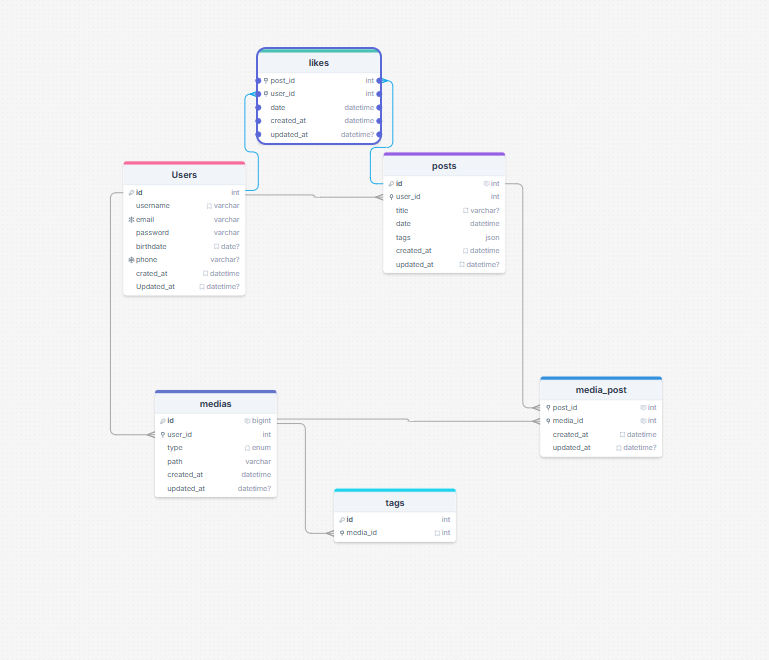 likes
post_id int
user_id int
date datetime
created_at datetime
updated_at datetime?
Users
id int
username varchar
email varchar
password varchar
birthdate date?
phone varchar?
crated_at datetime
Updated_at datetime?
posts
id int
user_id int
title varchar?
date datetime
tags json
created_at datetime
updated_at datetime?
medias
id bigint
user_id int
type enum
path varchar
created_at datetime
updated_at datetime?
media_post
post_id int
media_id int
created_at datetime
updated_at datetime?
tags
id int
media_id int